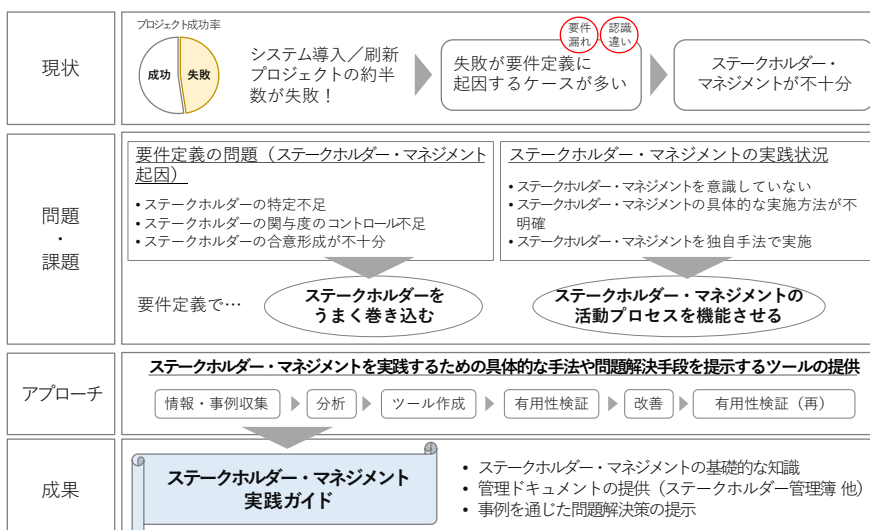 現状
プロジェクト成功率
成功
失敗
システム導入／刷新
プロジェクトの約半
数が失敗！
要件
漏れ
認識
違い
失敗が要件定義に
起因するケースが多い
ステークホルダー・
マネジメントが不十分
問題
・
課題
要件定義の問題（ステークホルダー・マネジメント
起因）
• ステークホルダーの特定不足
• ステークホルダーの関与度のコントロール不足
• ステークホルダーの合意形成が不十分
ステークホルダー・マネジメントの実践状況
• ステークホルダー・マネジメントを意識していない
• ステークホルダー・マネジメントの具体的な実施方法が不
明確
• ステークホルダー・マネジメントを独自手法で実施
要件定義で…
ステークホルダーを
うまく巻き込む
ステークホルダー・マネジメントの
活動プロセスを機能させる
アプローチ
ステークホルダー・マネジメントを実践するための具体的な手法や問題解決手段を提示するツールの提供
情報・事例収集
分析
ツール作成
有用性検証
改善
有用性検証（再）
成果
ステークホルダー・マネジメント
実践ガイド
• ステークホルダー・マネジメントの基礎的な知識
• 管理ドキュメントの提供（ステークホルダー管理簿 他）
• 事例を通じた問題解決策の提示